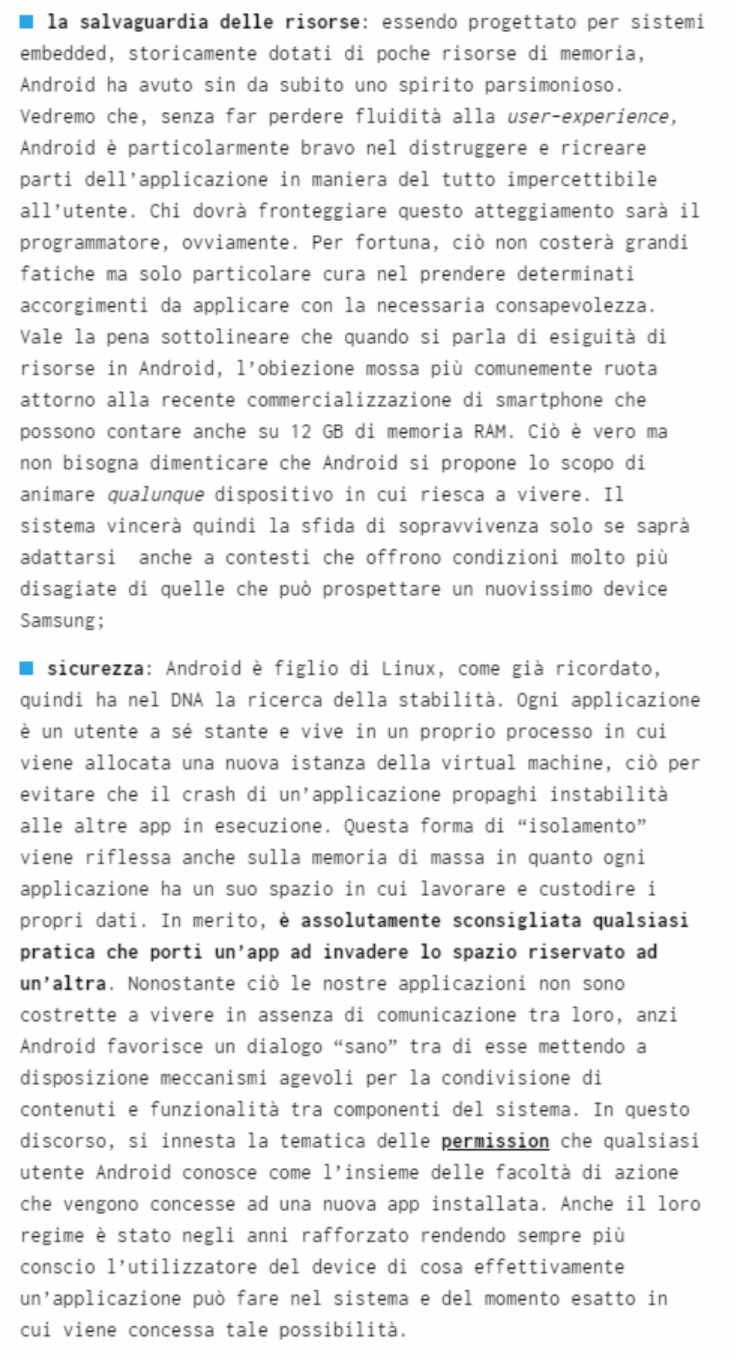 ■ la salvaguardia delle risorse: essendo progettato per sistemi
embedded, storicamente dotati di poche risorse di memoria,
Android ha avuto sin da subito uno spirito parsimonioso.
Vedremo che, senza far perdere fluidità alla user-experience,
Android è particolarmente bravo nel distruggere e ricreare
parti dell’applicazione in maniera del tutto impercettibile
all’utente. Chi dovrà fronteggiare questo atteggiamento sarà il
programmatore, ovviamente. Per fortuna, ciò non costerà grandi
fatiche ma solo particolare cura nel prendere determinati
accorgimenti da applicare con la necessaria consapevolezza.
Vale la pena sottolineare che quando si parla di esiguità di
risorse in Android, l’obiezione mossa più comunemente ruota
attorno alla recente commercializzazione di smartphone che
possono contare anche su 12 GB di memoria RAM. Ciò è vero ma
non bisogna dimenticare che Android si propone lo scopo di
animare qualunque dispositivo in cui riesca a vivere. Il
sistema vincerà quindi la sfida di sopravvivenza solo se saprà
adattarsi  anche a contesti che offrono condizioni molto più
disagiate di quelle che può prospettare un nuovissimo device
Samsung;
■ sicurezza: Android è figlio di Linux, come già ricordato,
quindi ha nel DNA la ricerca della stabilità. Ogni applicazione
è un utente a sé stante e vive in un proprio processo in cui
viene allocata una nuova istanza della virtual machine, ciò per
evitare che il crash di un’applicazione propaghi instabilità
alle altre app in esecuzione. Questa forma di “isolamento”
viene riflessa anche sulla memoria di massa in quanto ogni
applicazione ha un suo spazio in cui lavorare e custodire i
propri dati. In merito, è assolutamente sconsigliata qualsiasi
pratica che porti un’app ad invadere lo spazio riservato ad
un’altra. Nonostante ciò le nostre applicazioni non sono
costrette a vivere in assenza di comunicazione tra loro, anzi
Android favorisce un dialogo “sano” tra di esse mettendo a
disposizione meccanismi agevoli per la condivisione di
contenuti e funzionalità tra componenti del sistema. In questo
discorso, si innesta la tematica delle permission che qualsiasi
utente Android conosce come l’insieme delle facoltà di azione
che vengono concesse ad una nuova app installata. Anche il loro
regime è stato negli anni rafforzato rendendo sempre più
conscio l’utilizzatore del device di cosa effettivamente
un’applicazione può fare nel sistema e del momento esatto in
cui viene concessa tale possibilità.